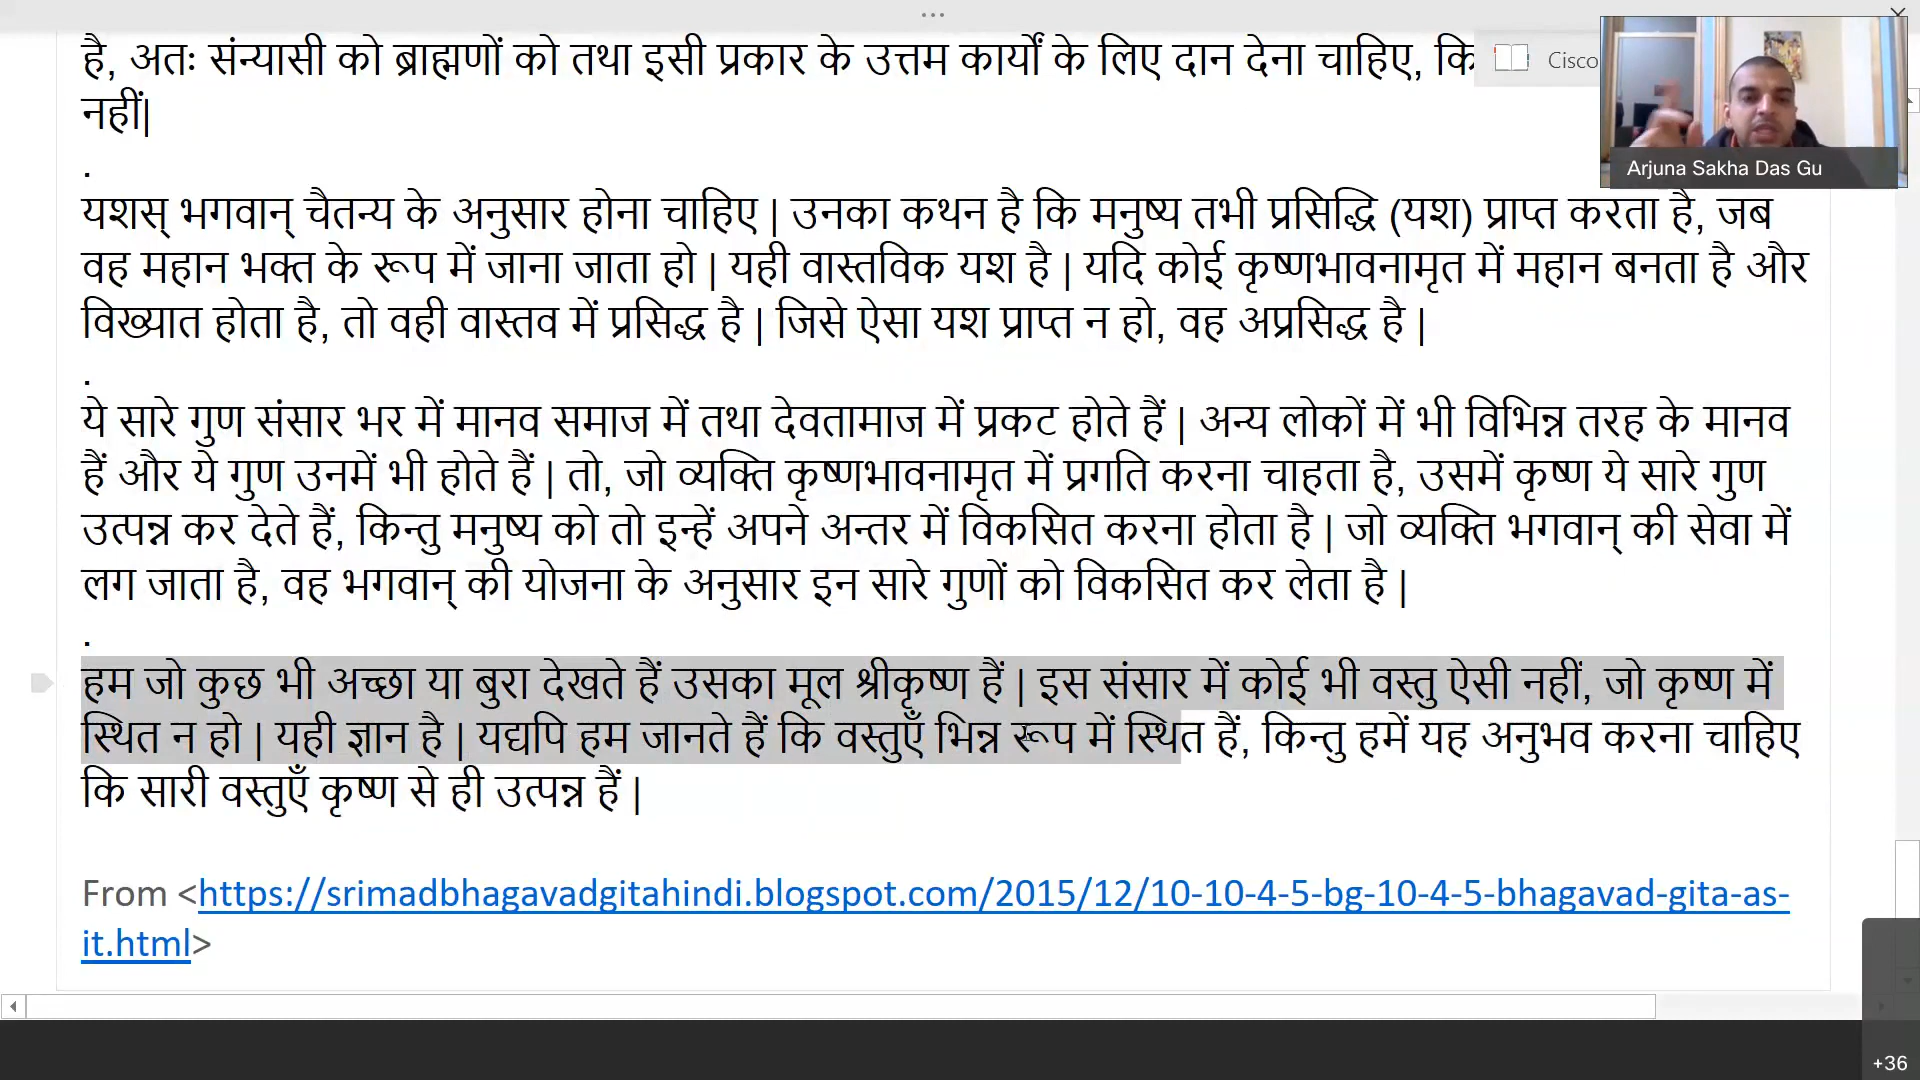 है, अतः संन्यासी को ब्राह्मणों को तथा इसी प्रकार के उत्तम कार्यों के लिए दान देना चाहिए, कि
Cisco
नहीं|
Arjuna Sakha Das Gu
.
यशस् भगवान् चैतन्य के अनुसार होना चाहिए | उनका कथन है कि मनुष्य तभी प्रसिद्धि (यश) प्राप्त करता है, जब
वह महान भक्त के रूप में जाना जाता हो | यही वास्तविक यश है | यदि कोई कृष्णभावनामृत में महान बनता है और
विख्यात होता है, तो वही वास्तव में प्रसिद्ध है | जिसे ऐसा यश प्राप्त न हो, वह अप्रसिद्ध है |
.
ये सारे गुण संसार भर में मानव समाज में तथा देवतामाज में प्रकट होते हैं | अन्य लोकों में भी विभिन्न तरह के मानव
हैं और ये गुण उनमें भी होते हैं | तो, जो व्यक्ति कृष्णभावनामृत में प्रगति करना चाहता है, उसमें कृष्ण ये सारे गुण
उत्पन्न कर देते हैं, किन्तु मनुष्य को तो इन्हें अपने अन्तर में विकसित करना होता है | जो व्यक्ति भगवान् की सेवा में
लग जाता है, वह भगवान् की योजना के अनुसार इन सारे गुणों को विकसित कर लेता है |
.
हम जो कुछ भी अच्छा या बुरा देखते हैं उसका मूल श्रीकृष्ण हैं | इस संसार में कोई भी वस्तु ऐसी नहीं, जो कृष्ण में
स्थित न हो | यही ज्ञान है | यद्यपि हम जानते हैं कि वस्तुएँ भिन्न रूप में स्थित हैं, किन्तु हमें यह अनुभव करना चाहिए
कि सारी वस्तुएँ कृष्ण से ही उत्पन्न हैं |
From <https://srimadbhagavadgitahindi.blogspot.com/2015/12/10-10-4-5-bg-10-4-5-bhagavad-gita-as-
it.html>
+36